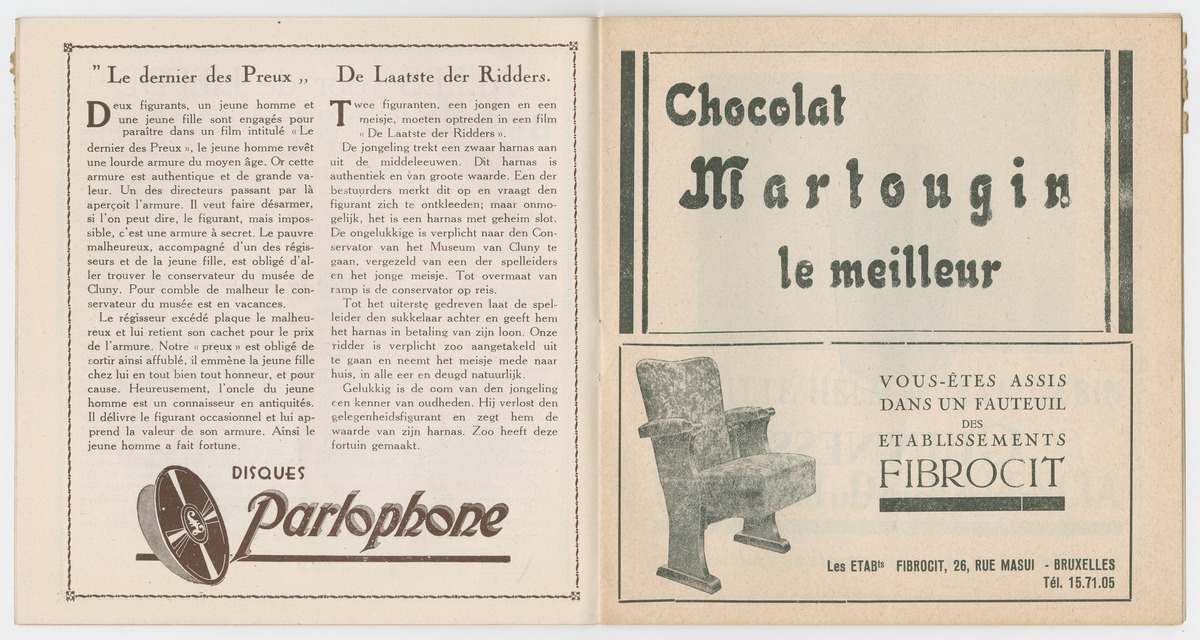 " Le dernier des Preux „
Deux figurants, un jeune homme et
une jeune fille sont engagés pour
paraître dans un film intitulé « Le
dernier des Preux », le jeune homme revêt
une lourde armure du moyen âge. Or cette
armure est authentique et de grande va-
leur. Un des directeurs passant par là
aperçoit l'armure. Il veut faire désarmer,
si l'on peut dire, le figurant, mais impos-
sible, c'est une armure à secret. Le pauvre
malheureux, accompagné d'un des régis-
seurs et de la jeune fille, est obligé d'al-
ler trouver le conservateur du musée de
Cluny. Pour comble de malheur le con-
servateur du musée est en vacances.
Le régisseur excédé plaque le malheu-
reux et lui retient son cachet pour le prix
de l'armure. Notre « preux » est obligé de
sortir ainsi affublé, il emmène la jeune fille
chez lui en tout bien tout honneur, et pour
cause. Heureusement, l'oncle du jeune
homme est un connaisseur en antiquités.
Il délivre le figurant occasionnel et lui ap-
prend la valeur de son armure. Ainsi le
jeune homme a fait fortune.
De Laatste der Ridders.
Twee figuranten, een jongen en een
meisje, moeten optreden in een film
« De Laatste der Ridders ».
De jongeling trekt een zwaar harnas aan
uit de middeleeuwen. Dit harnas is
authentiek en van groote waarde. Een der
bestuurders merkt dit op en vraagt den
figurant zich te ontkleeden; maar onmo-
gelijk, het is een harnas met geheim slot.
De ongelukkige is verplicht naar den Con-
servator van het Museum van Cluny te
gaan, vergezeld van een der spelleiders
en het jonge meisje. Tot overmaat van
ramp is de conservator op reis.
Tot het uiterste gedreven laat de spel-
leider den sukkelaar achter en geeft hem
het harnas in betaling van zijn loon. Onze
ridder is verplicht zoo aangetakeld uit
te gaan en neemt het meisje mede naar
huis, in alle eer en deugd natuurlijk.
Gelukkig is de oom van den jongeling
een kenner van oudheden. Hij verlost den
gelegenheidsfigurant en zegt hem de
waarde van zijn harnas. Zoo heeft deze
fortuin gemaakt.
DISQUES
Parlophone
Chocolat
Martougin
le meilleur
VOUS-ÊTES ASSIS
DANS UN FAUTEUIL
DES
ETABLISSEMENTS
FIBROCIT
Les ETABts FIBROCIT, 26, RUE MASUI - BRUXELLES
Tél. 15.71.05